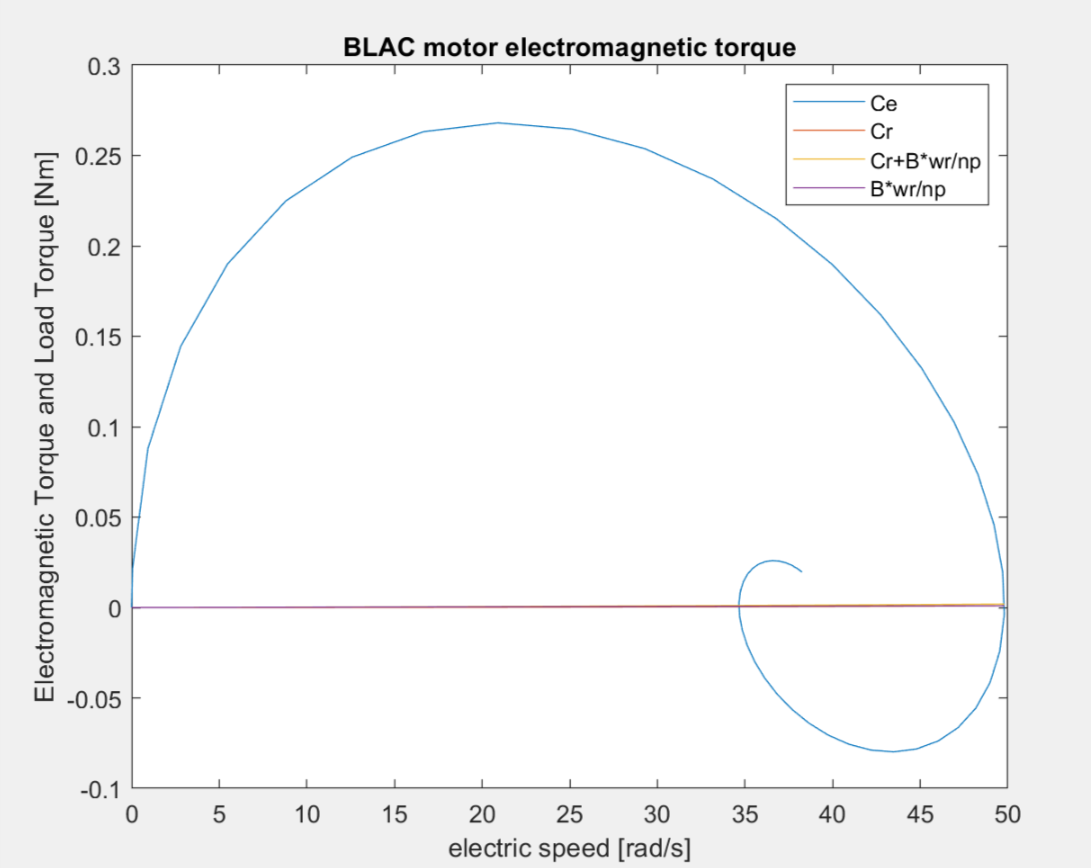 BLAC motor electromagnetic torque
Electromagnetic Torque and Load Torque [Nm]
0.3
0.25
0.2
0.15
0.1
0.05
0
-0.05
-0.1
Ce
Cr
Cr+B*wr/np
B*wr/np
0 5 10 15 20 25 30 35 40 45 50
electric speed [rad/s]